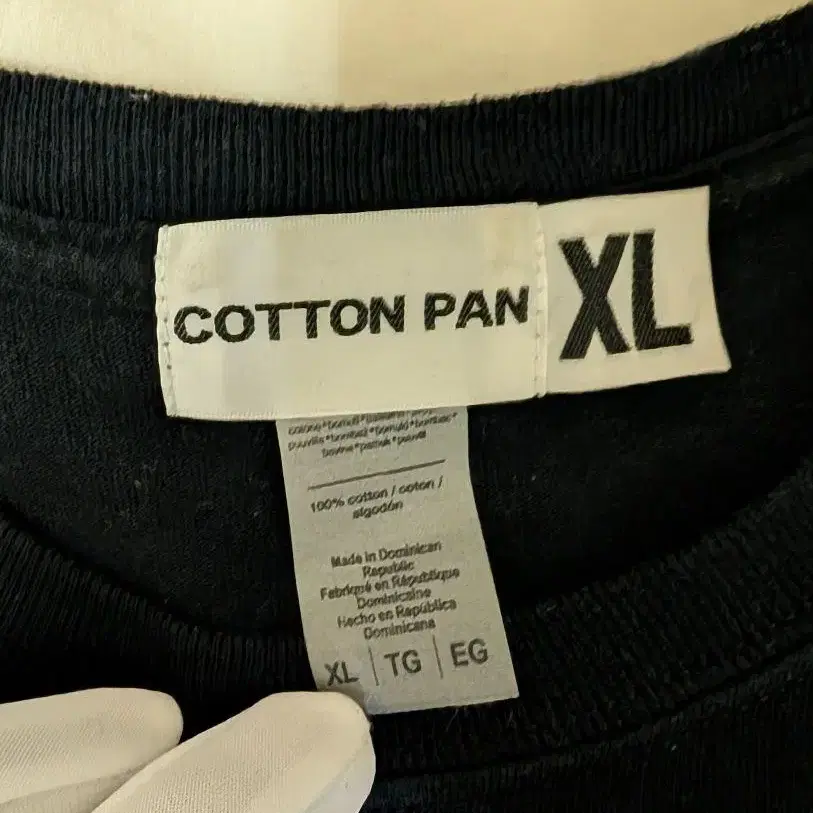 COTTON PAN
XL
100% cotton / coton /
algodón
Made in Dominican
Republic
Fabriqué en République
Dominicaine
Hecho en República
Dominicana
XL | TG | EG